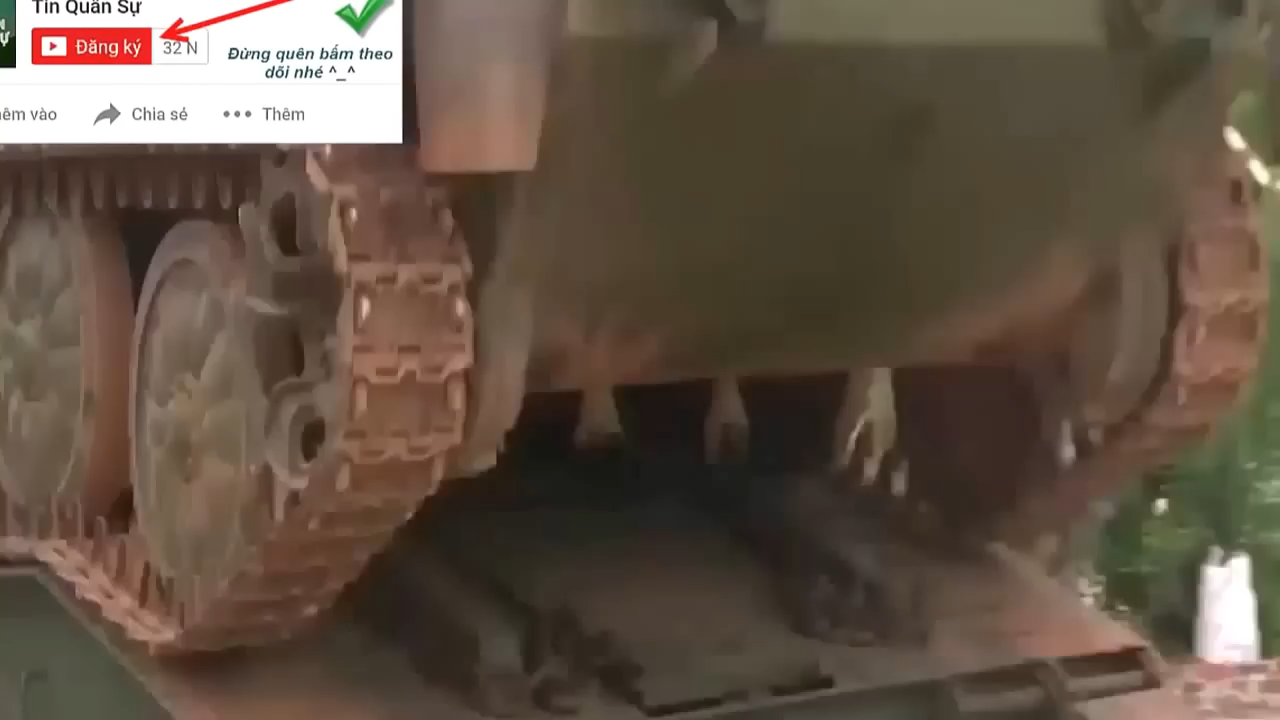 Tin Quân Sự
Đăng ký 32 N
Đừng quên bấm theo
dõi nhé ^_^
êm vào Chia sẻ Thêm